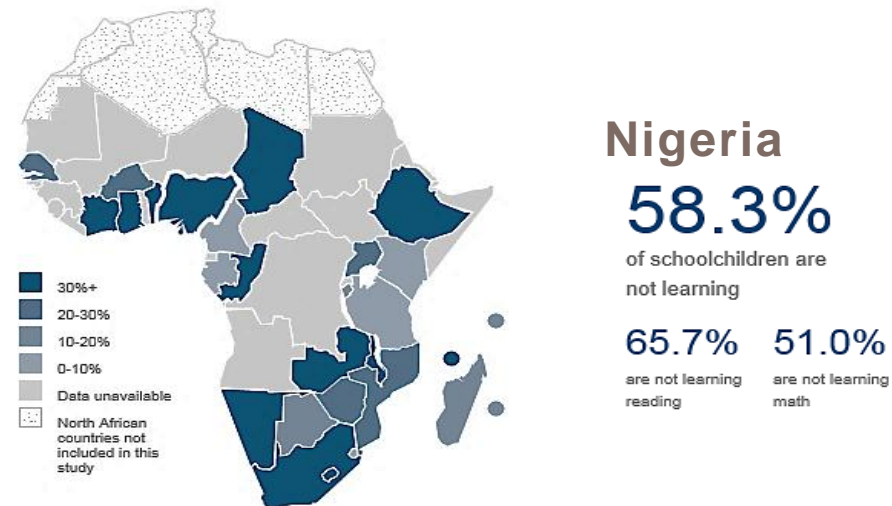 30%+
20-30%
10-20%
0-10%
Data unavailable
North African
countries not
included in this
study
Nigeria
58.3%
of schoolchildren are
not learning
65.7%
are not learning
reading
51.0%
are not learning
math